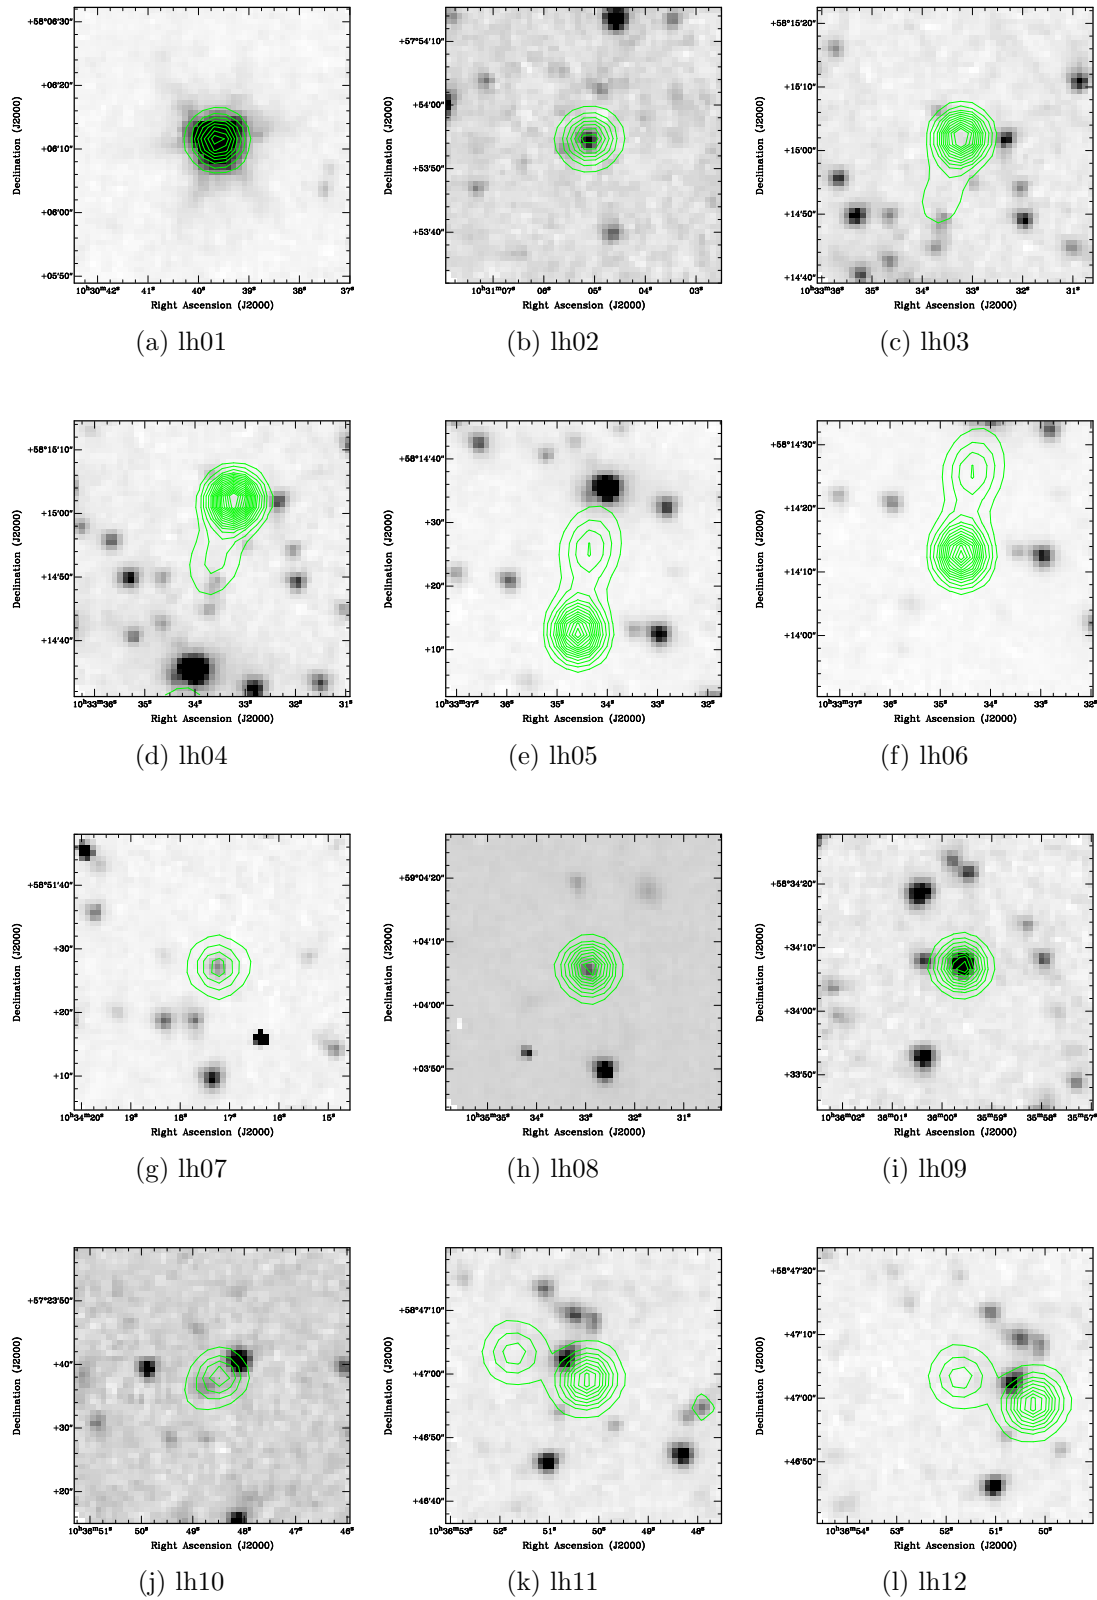 Declination (J2000)
+58°06'30"
+06'20"
+06'10"
+06'00"
+05'50"
10ʰ30ᵐ42ˢ 41ˢ 40ˢ 39ˢ 38ˢ 37ˢ
Right Ascension (J2000)
(a) lh01
Declination (J2000)
+57°54'10"
+54'00"
+53'50"
+53'40"
10ʰ31ᵐ07ˢ 06ˢ 05ˢ 04ˢ 03ˢ
Right Ascension (J2000)
(b) lh02
Declination (J2000)
+58°15'20"
+15'10"
+15'00"
+14'50"
+14'40"
10ʰ33ᵐ36ˢ 35ˢ 34ˢ 33ˢ 32ˢ 31ˢ
Right Ascension (J2000)
(c) lh03
Declination (J2000)
+58°15'10"
+15'00"
+14'50"
+14'40"
10ʰ33ᵐ36ˢ 35ˢ 34ˢ 33ˢ 32ˢ 31ˢ
Right Ascension (J2000)
(d) lh04
Declination (J2000)
+58°14'40"
+30"
+20"
+10"
10ʰ33ᵐ37ˢ 36ˢ 35ˢ 34ˢ 33ˢ 32ˢ
Right Ascension (J2000)
(e) lh05
Declination (J2000)
+58°14'30"
+14'20"
+14'10"
+14'00"
10ʰ33ᵐ37ˢ 36ˢ 35ˢ 34ˢ 33ˢ 32ˢ
Right Ascension (J2000)
(f) lh06
Declination (J2000)
+58°51'40"
+30"
+20"
+10"
10ʰ34ᵐ20ˢ 19ˢ 18ˢ 17ˢ 16ˢ 15ˢ
Right Ascension (J2000)
(g) lh07
Declination (J2000)
+59°04'20"
+04'10"
+04'00"
+03'50"
10ʰ35ᵐ35ˢ 34ˢ 33ˢ 32ˢ 31ˢ
Right Ascension (J2000)
(h) lh08
Declination (J2000)
+58°34'20"
+34'10"
+34'00"
+33'50"
10ʰ36ᵐ02ˢ 36ᵐ01ˢ 36ᵐ00ˢ 35ᵐ59ˢ 35ᵐ58ˢ 35ᵐ57ˢ
Right Ascension (J2000)
(i) lh09
Declination (J2000)
+57°23'50"
+40"
+30"
+20"
10ʰ36ᵐ51ˢ 50ˢ 49ˢ 48ˢ 47ˢ 46ˢ
Right Ascension (J2000)
(j) lh10
Declination (J2000)
+58°47'10"
+47'00"
+46'50"
+46'40"
10ʰ36ᵐ53ˢ 52ˢ 51ˢ 50ˢ 49ˢ 48ˢ
Right Ascension (J2000)
(k) lh11
Declination (J2000)
+58°47'20"
+47'10"
+47'00"
+46'50"
10ʰ36ᵐ54ˢ 53ˢ 52ˢ 51ˢ 50ˢ
Right Ascension (J2000)
(l) lh12